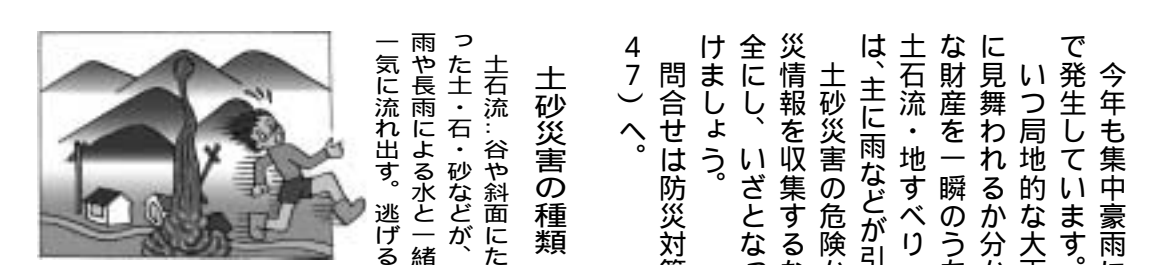 今年も集中豪雨に
で発生しています。
いつ局地的な大雨
に見舞われるか分か
な財産を一瞬のうち
土石流・地すべり
は、主に雨などが引
土砂災害の危険か
災情報を収集するな
全にし、いざとなっ
けましょう。
問合せは防災対策
47）へ。
土砂災害の種類
土石流…谷や斜面にた
った土・石・砂などが、
雨や長雨による水と一緒
一気に流れ出す。逃げる